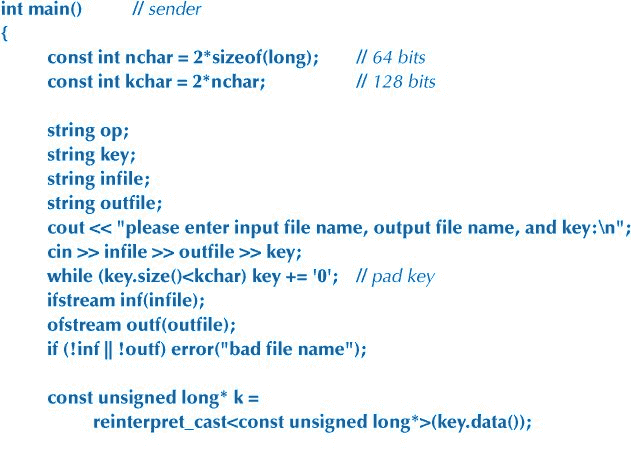 int main() // sender
{
const int nchar = 2*sizeof(long); // 64 bits
const int kchar = 2*nchar; // 128 bits
string op;
string key;
string infile;
string outfile;
cout << "please enter input file name, output file name, and key:\n";
cin >> infile >> outfile >> key;
while (key.size()<kchar) key += '0'; // pad key
ifstream inf(infile);
ofstream outf(outfile);
if (!inf || !outf) error("bad file name");
const unsigned long* k =
reinterpret_cast<const unsigned long*>(key.data());